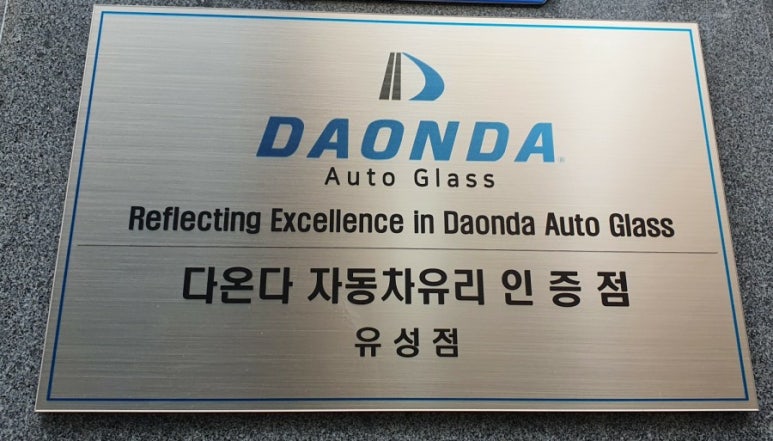 DAONDA®
Auto Glass
Reflecting Excellence in Daonda Auto Glass
다온다 자동차유리 인 증 점
유 성 점